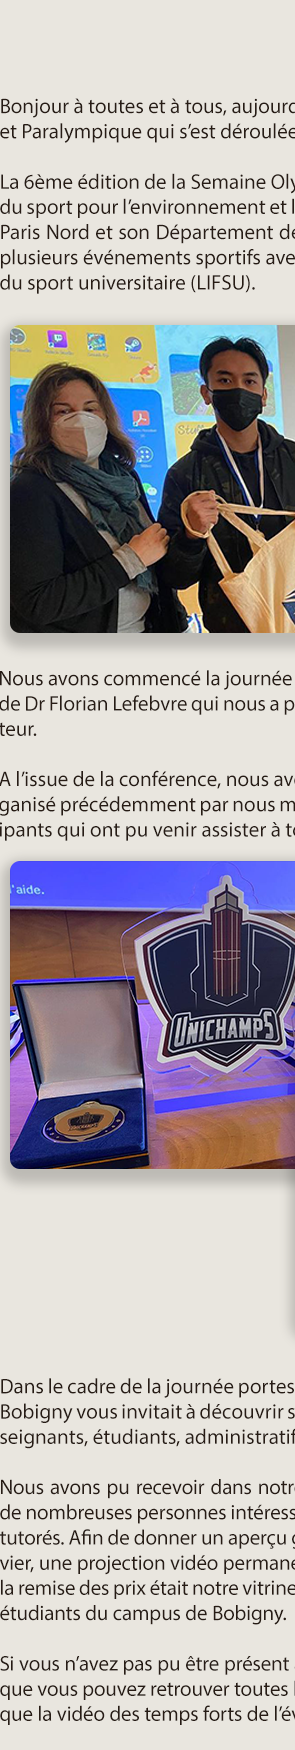 Bonjour à toutes et à tous, aujourd
et Paralympique qui s’est déroulée
La 6ème édition de la Semaine Oly
du sport pour l’environnement et l
Paris Nord et son Département de
plusieurs événements sportifs ave
du sport universitaire (LIFSU).
Nous avons commencé la journée
de Dr Florian Lefebvre qui nous a p
teur.
A l’issue de la conférence, nous ave
ganisé précédemment par nous m
ipants qui ont pu venir assister à to
l'aide.
UNICHAMPS
Dans le cadre de la journée portes
Bobigny vous invitait à découvrir s
seignants, étudiants, administratif
Nous avons pu recevoir dans notre
de nombreuses personnes intéress
tutorés. Afin de donner un aperçu g
vier, une projection vidéo permane
la remise des prix était notre vitrine
étudiants du campus de Bobigny.
Si vous n’avez pas pu être présent
que vous pouvez retrouver toutes l
que la vidéo des temps forts de l’év